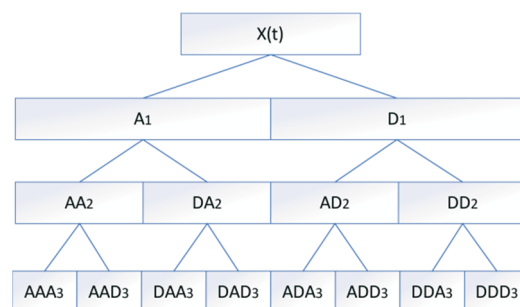 X(t)
A1 D1
AA2 DA2 AD2 DD2
AAA3 AAD3 DAA3 DAD3 ADA3 ADD3 DDA3 DDD3